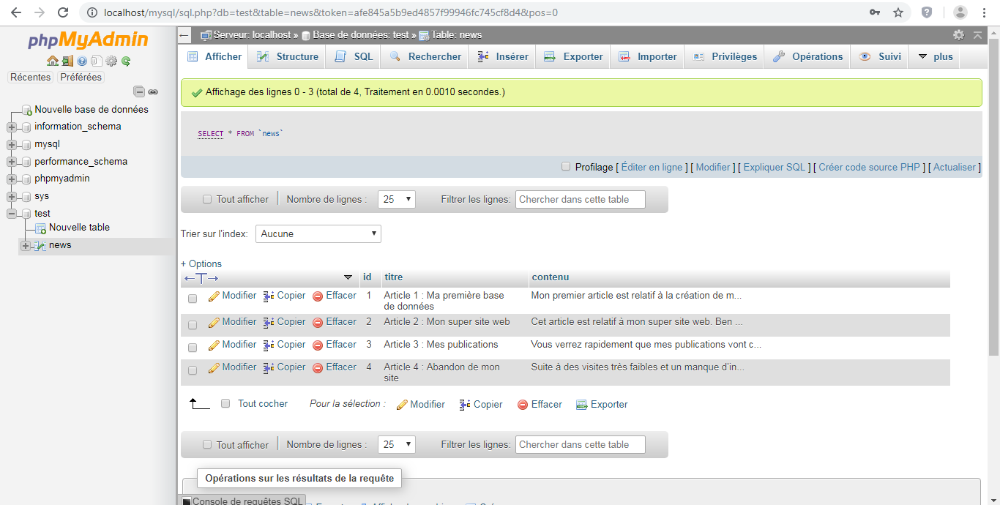 localhost/mysql/sql.php?db=test&table=news&token=afe845a5b9ed4857f99946fc745cf8d4&pos=0
phpMyAdmin
Récentes Préférées
Nouvelle base de données
information_schema
mysql
performance_schema
phpmyadmin
sys
test
Nouvelle table
news
Serveur: localhost » Base de données: test » Table: news
Afficher Structure SQL Rechercher Insérer Exporter Importer Privilèges Opérations Suivi plus
Affichage des lignes 0 - 3 (total de 4, Traitement en 0.0010 secondes.)
SELECT * FROM `news`
Profilage [ Éditer en ligne ] [ Modifier ] [ Expliquer SQL ] [ Créer code source PHP ] [ Actualiser ]
Tout afficher Nombre de lignes : 25 Filtrer les lignes: Chercher dans cette table
Trier sur l'index: Aucune
+ Options
id titre contenu
Modifier Copier Effacer 1 Article 1 : Ma première base Mon premier article est relatif à la création de m...
de données
Modifier Copier Effacer 2 Article 2 : Mon super site web Cet article est relatif à mon super site web. Ben ...
Modifier Copier Effacer 3 Article 3 : Mes publications Vous verrez rapidement que mes publications vont c...
Modifier Copier Effacer 4 Article 4 : Abandon de mon Suite à des visites très faibles et un manque d'in...
site
Tout cocher Pour la sélection : Modifier Copier Effacer Exporter
Tout afficher Nombre de lignes : 25 Filtrer les lignes: Chercher dans cette table
Opérations sur les résultats de la requête
Console de requêtes SQL